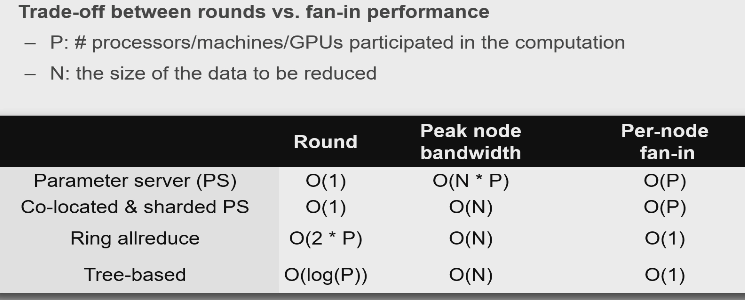 Trade-off between rounds vs. fan-in performance
– P: # processors/machines/GPUs participated in the computation
– N: the size of the data to be reduced
Round Peak node bandwidth Per-node fan-in
Parameter server (PS) O(1) O(N * P) O(P)
Co-located & sharded PS O(1) O(N) O(P)
Ring allreduce O(2 * P) O(N) O(1)
Tree-based O(log(P)) O(N) O(1)